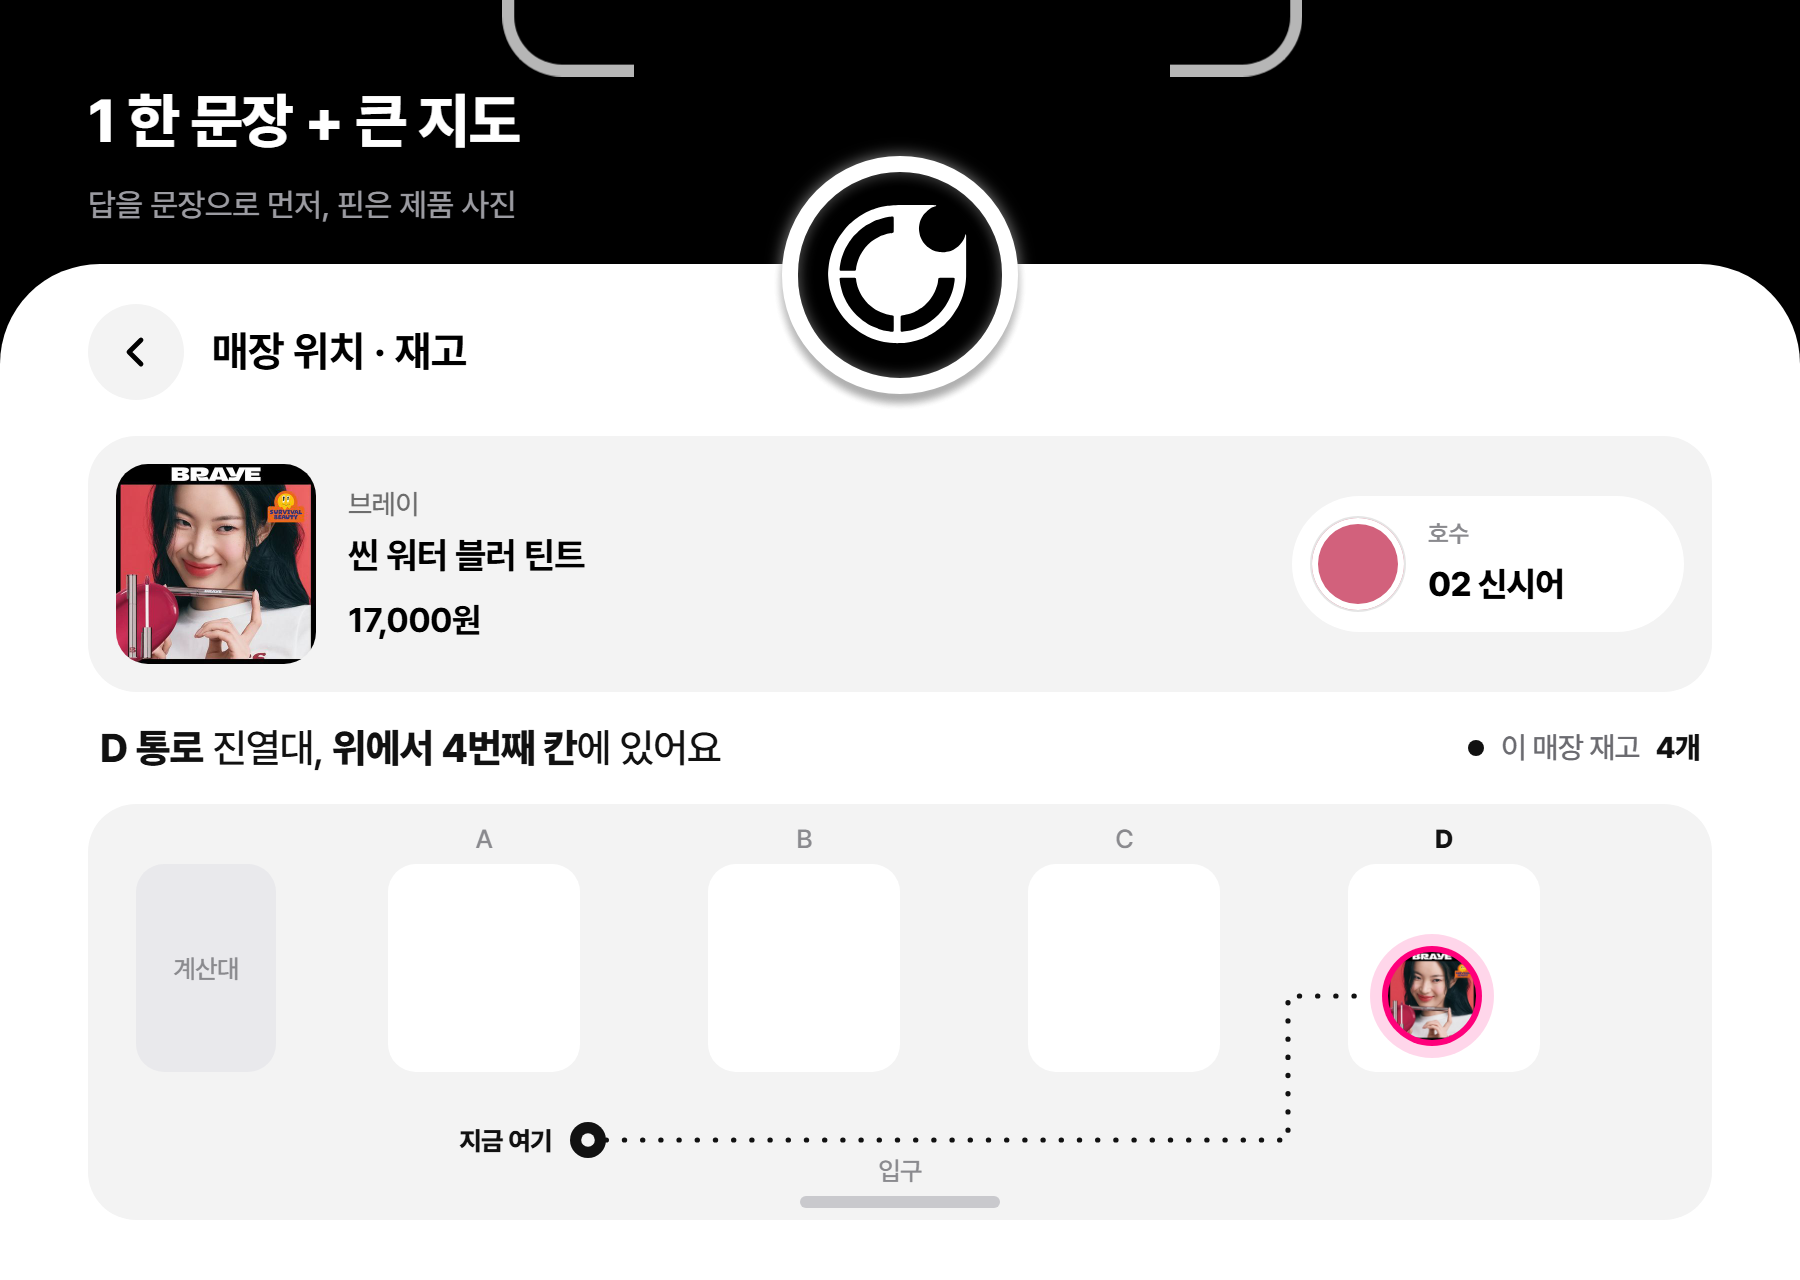 1 한 문장 + 큰 지도
답을 문장으로 먼저, 핀은 제품 사진
매장 위치 · 재고
BRAYE
SURVIVAL
BEAUTY
브레이
씬 워터 블러 틴트
17,000원
호수
02 신시어
D 통로 진열대, 위에서 4번째 칸에 있어요
이 매장 재고 4개
A
B
C
D
계산대
BRAYE
지금 여기
입구